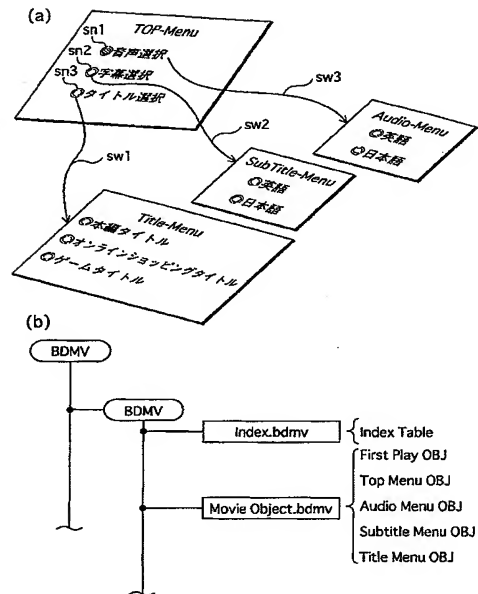 (a)
TOP-Menu
sn1
◎音声選択
sn2
◎字幕選択
sn3
◎タイトル選択
sw3
sw2
sw1
Audio-Menu
◎英語
◎日本語
SubTitle-Menu
◎英語
◎日本語
Title-Menu
◎本編タイトル
◎オンラインショッピングタイトル
◎ゲームタイトル
(b)
BDMV
BDMV
Index.bdmv
Index Table
First Play OBJ
Top Menu OBJ
Movie Object.bdmv
Audio Menu OBJ
Subtitle Menu OBJ
Title Menu OBJ